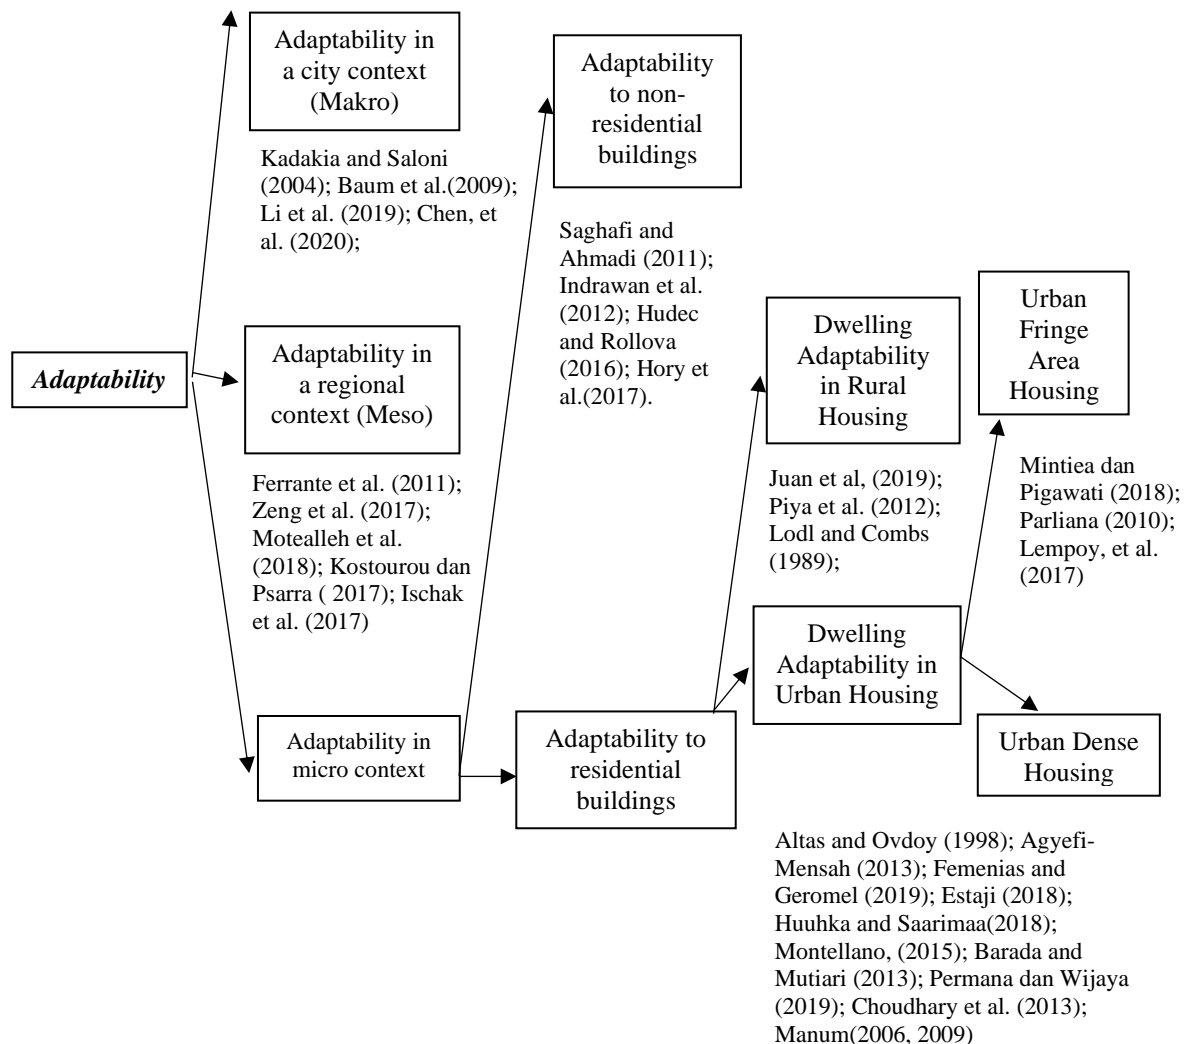 Adaptability
Adaptability in
a city context
(Makro)
Kadakia and Saloni
(2004); Baum et al.(2009);
Li et al. (2019); Chen, et
al. (2020);
Adaptability in
a regional
context (Meso)
Ferrante et al. (2011);
Zeng et al. (2017);
Motealleh et al.
(2018); Kostourou dan
Psarra ( 2017); Ischak
et al. (2017)
Adaptability in
micro context
Adaptability
to non-
residential
buildings
Saghafi and
Ahmadi (2011);
Indrawan et al.
(2012); Hudec
and Rollova
(2016); Hory et
al.(2017).
Adaptability to
residential
buildings
Dwelling
Adaptability
in Rural
Housing
Juan et al, (2019);
Piya et al. (2012);
Lodl and Combs
(1989);
Dwelling
Adaptability in
Urban Housing
Urban
Fringe
Area
Housing
Mintiea dan
Pigawati (2018);
Parliana (2010);
Lempoy, et al.
(2017)
Urban Dense
Housing
Altas and Ovdoy (1998); Agyefi-
Mensah (2013); Femenias and
Geromel (2019); Estaji (2018);
Huuhka and Saarimaa(2018);
Montellano, (2015); Barada and
Mutiari (2013); Permana dan Wijaya
(2019); Choudhary et al. (2013);
Manum(2006, 2009)